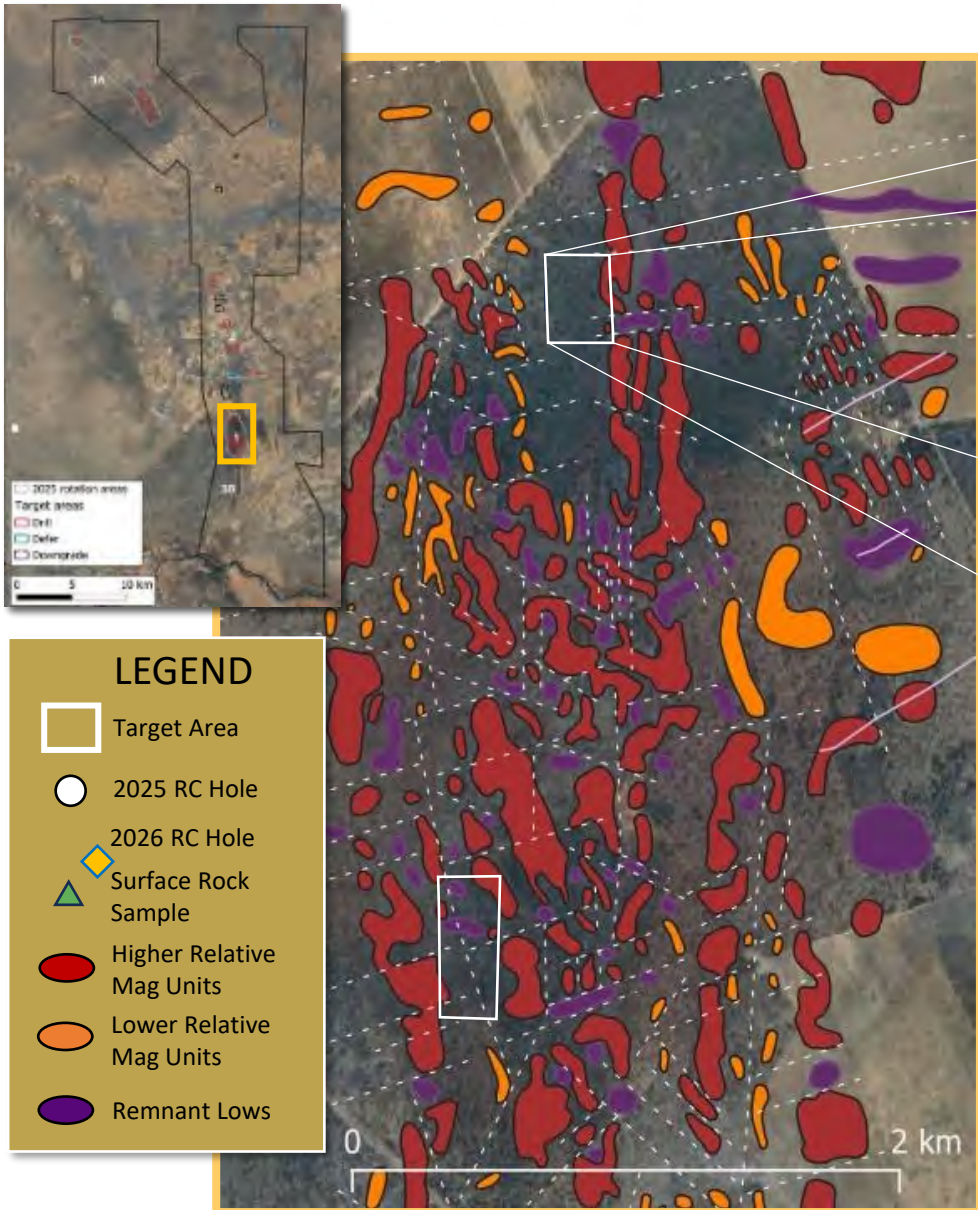 3A
3B
2025 rotation areas
Target areas
Drill
Defer
Downgrade
0 5 10 km
LEGEND
Target Area
2025 RC Hole
2026 RC Hole
Surface Rock
Sample
Higher Relative
Mag Units
Lower Relative
Mag Units
Remnant Lows
0 2 km